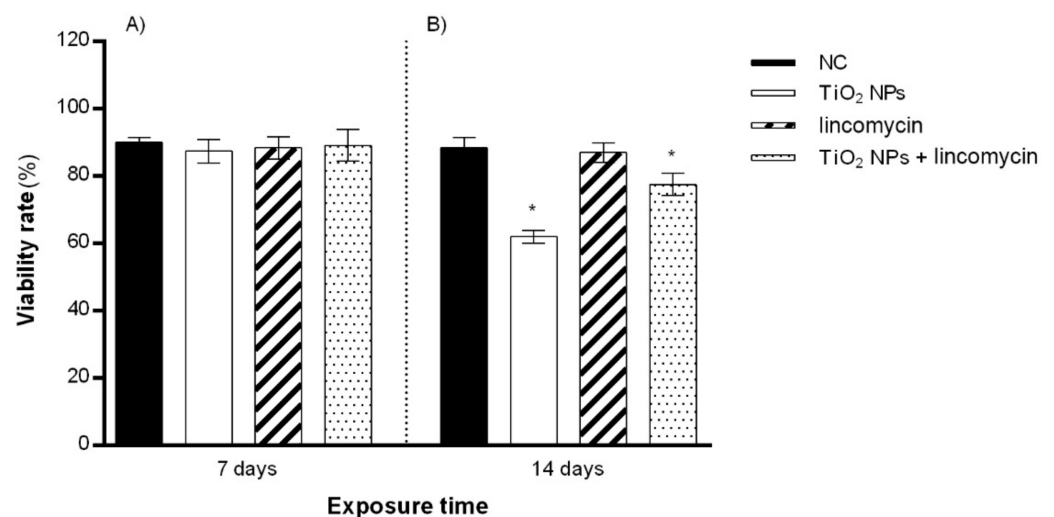 A)
B)
120
100
80
60
40
20
0
Viability rate (%)
7 days
14 days
Exposure time
NC
TiO₂ NPs
lincomycin
TiO₂ NPs + lincomycin
*
*